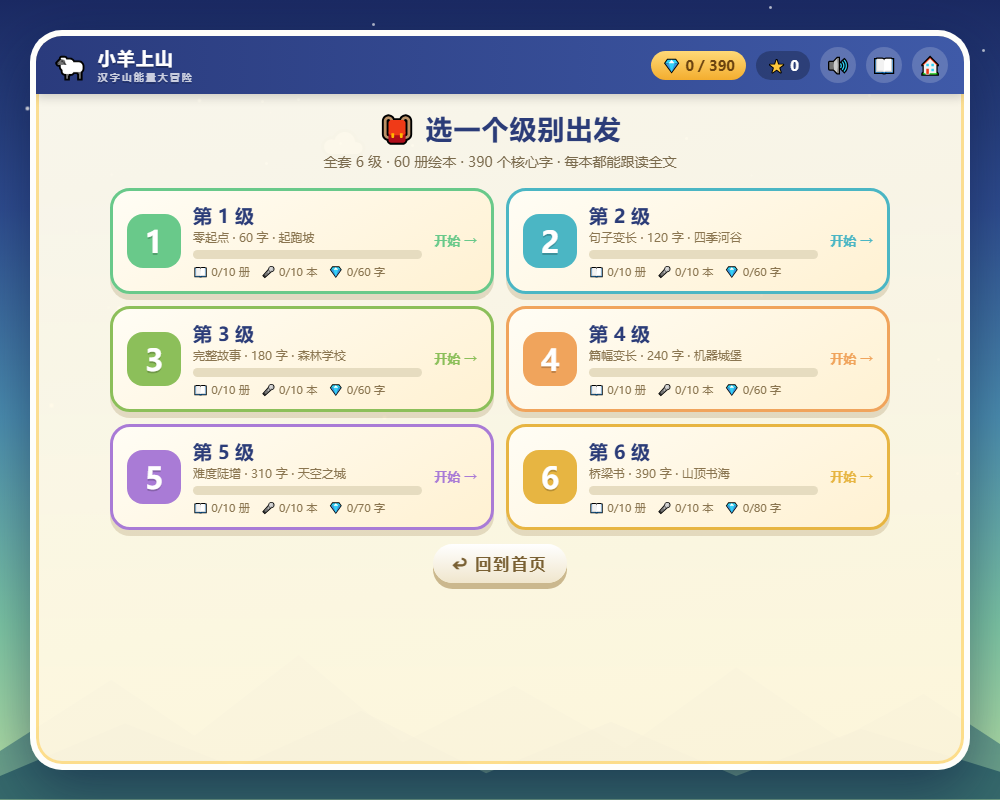 小羊上山
汉字山能量大冒险
0 / 390
0
选一个级别出发
全套 6 级 · 60 册绘本 · 390 个核心字 · 每本都能跟读全文
1
第 1 级
零起点 · 60 字 · 起跑坡
0/10 册 0/10 本 0/60 字
开始 →
2
第 2 级
句子变长 · 120 字 · 四季河谷
0/10 册 0/10 本 0/60 字
开始 →
3
第 3 级
完整故事 · 180 字 · 森林学校
0/10 册 0/10 本 0/60 字
开始 →
4
第 4 级
篇幅变长 · 240 字 · 机器城堡
0/10 册 0/10 本 0/60 字
开始 →
5
第 5 级
难度陡增 · 310 字 · 天空之城
0/10 册 0/10 本 0/70 字
开始 →
6
第 6 级
桥梁书 · 390 字 · 山顶书海
0/10 册 0/10 本 0/80 字
开始 →
↩ 回到首页